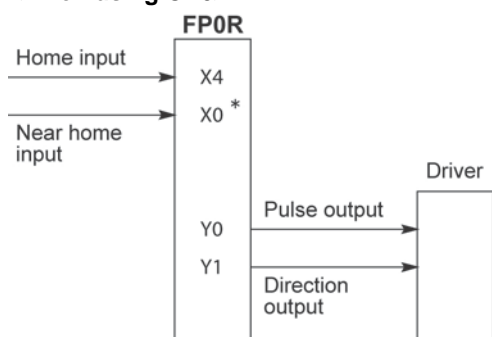 FP0R
Home input
X4
X0 *
Near home
input
Driver
Pulse output
Y0
Y1
Direction
output